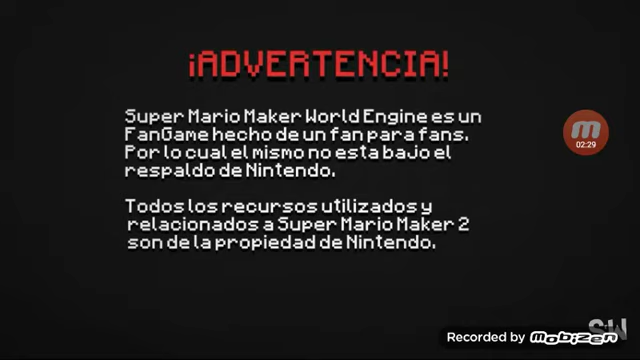 ¡ADVERTENCIA!
Super Mario Maker World Engine es un
FanGame hecho de un fan para fans.
Por lo cual el mismo no esta bajo el
respaldo de Nintendo.
Todos los recursos utilizados y
relacionados a Super Mario Maker 2
son de la propiedad de Nintendo.
02:29
SW
Recorded by mobizen